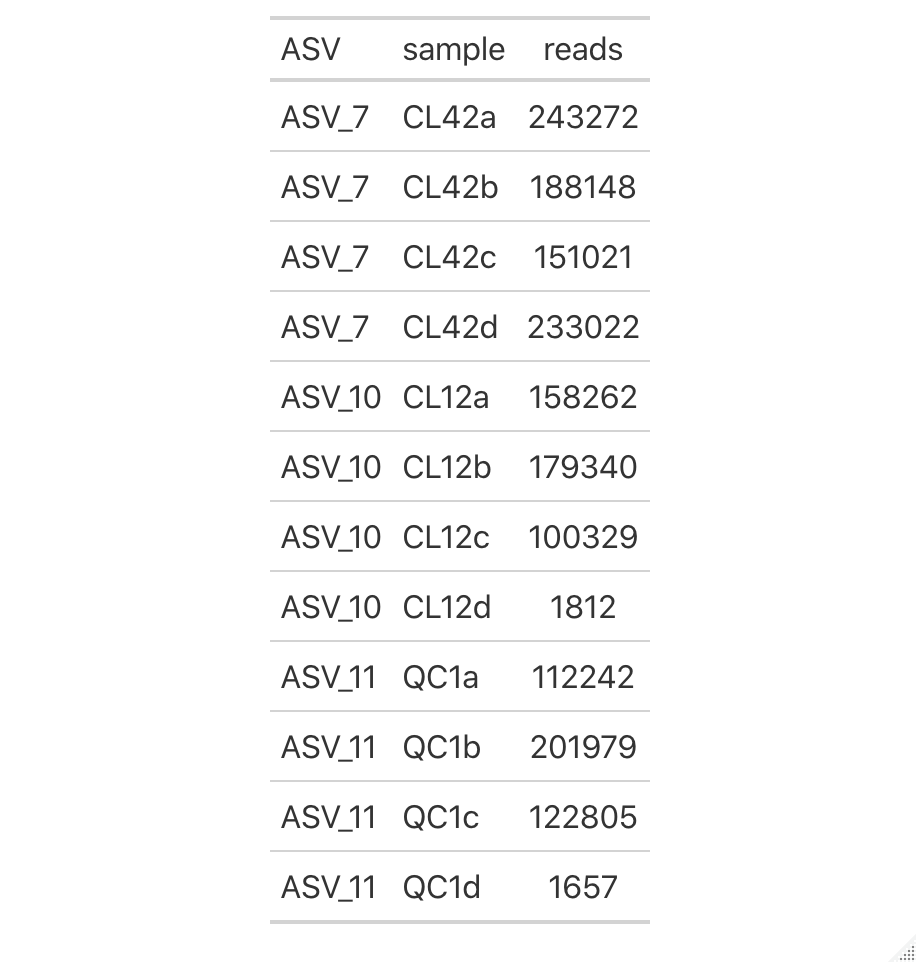 ASV sample reads
ASV_7 CL42a 243272
ASV_7 CL42b 188148
ASV_7 CL42c 151021
ASV_7 CL42d 233022
ASV_10 CL12a 158262
ASV_10 CL12b 179340
ASV_10 CL12c 100329
ASV_10 CL12d 1812
ASV_11 QC1a 112242
ASV_11 QC1b 201979
ASV_11 QC1c 122805
ASV_11 QC1d 1657